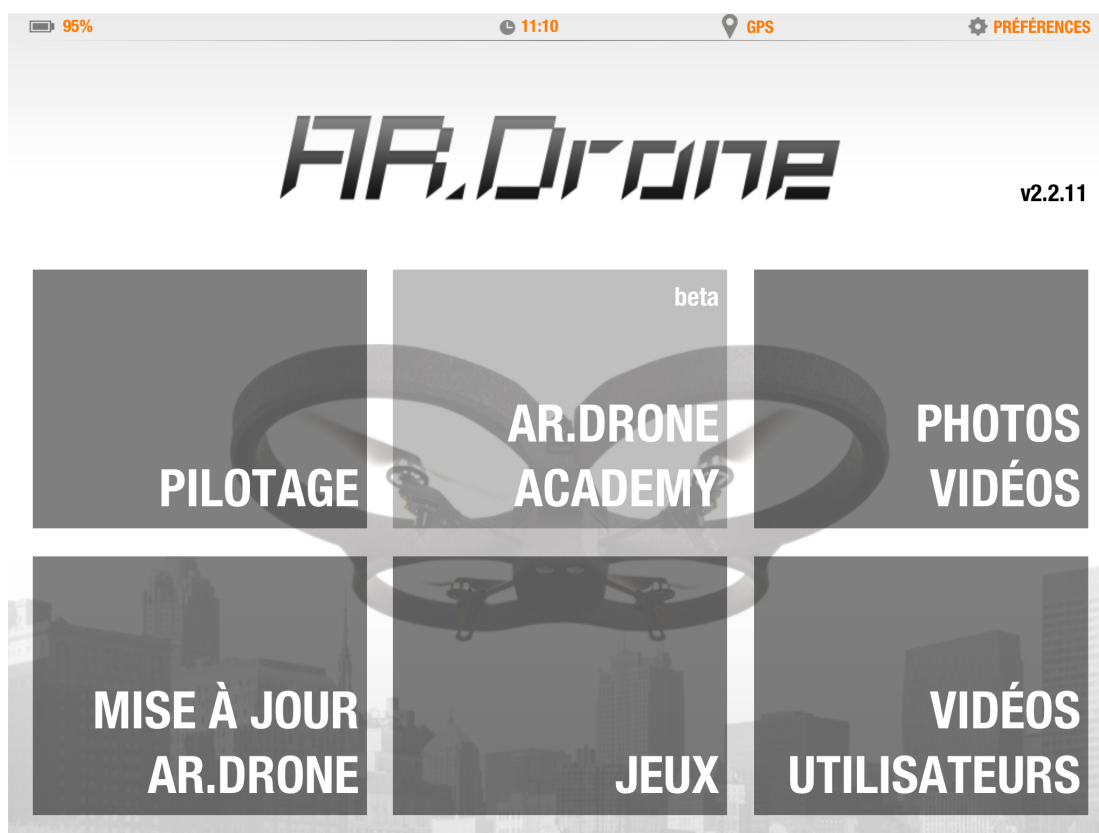 95%
11:10
GPS
PRÉFÉRENCES
AR.Drone
v2.2.11
PILOTAGE
beta
AR.DRONE
ACADEMY
PHOTOS
VIDÉOS
MISE À JOUR
AR.DRONE
JEUX
VIDÉOS
UTILISATEURS